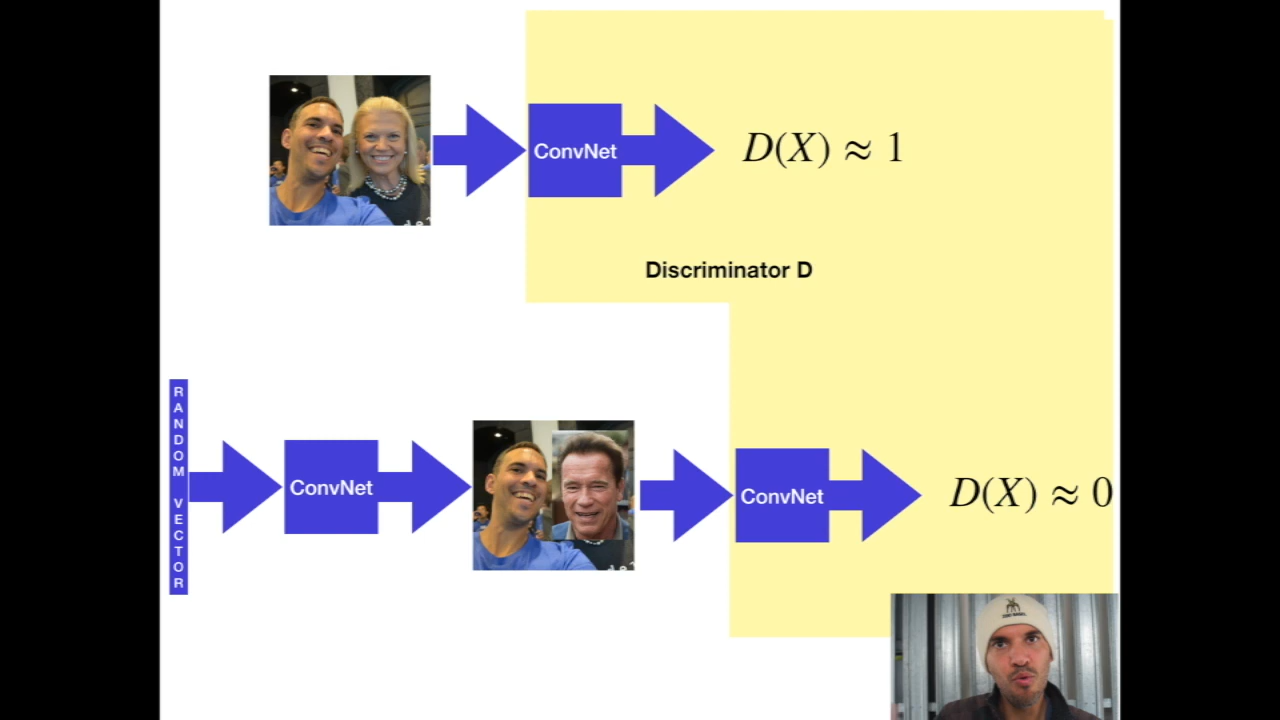 ConvNet
D(X) ≈ 1
Discriminator D
RANDOM VECTOR
ConvNet
ConvNet
D(X) ≈ 0